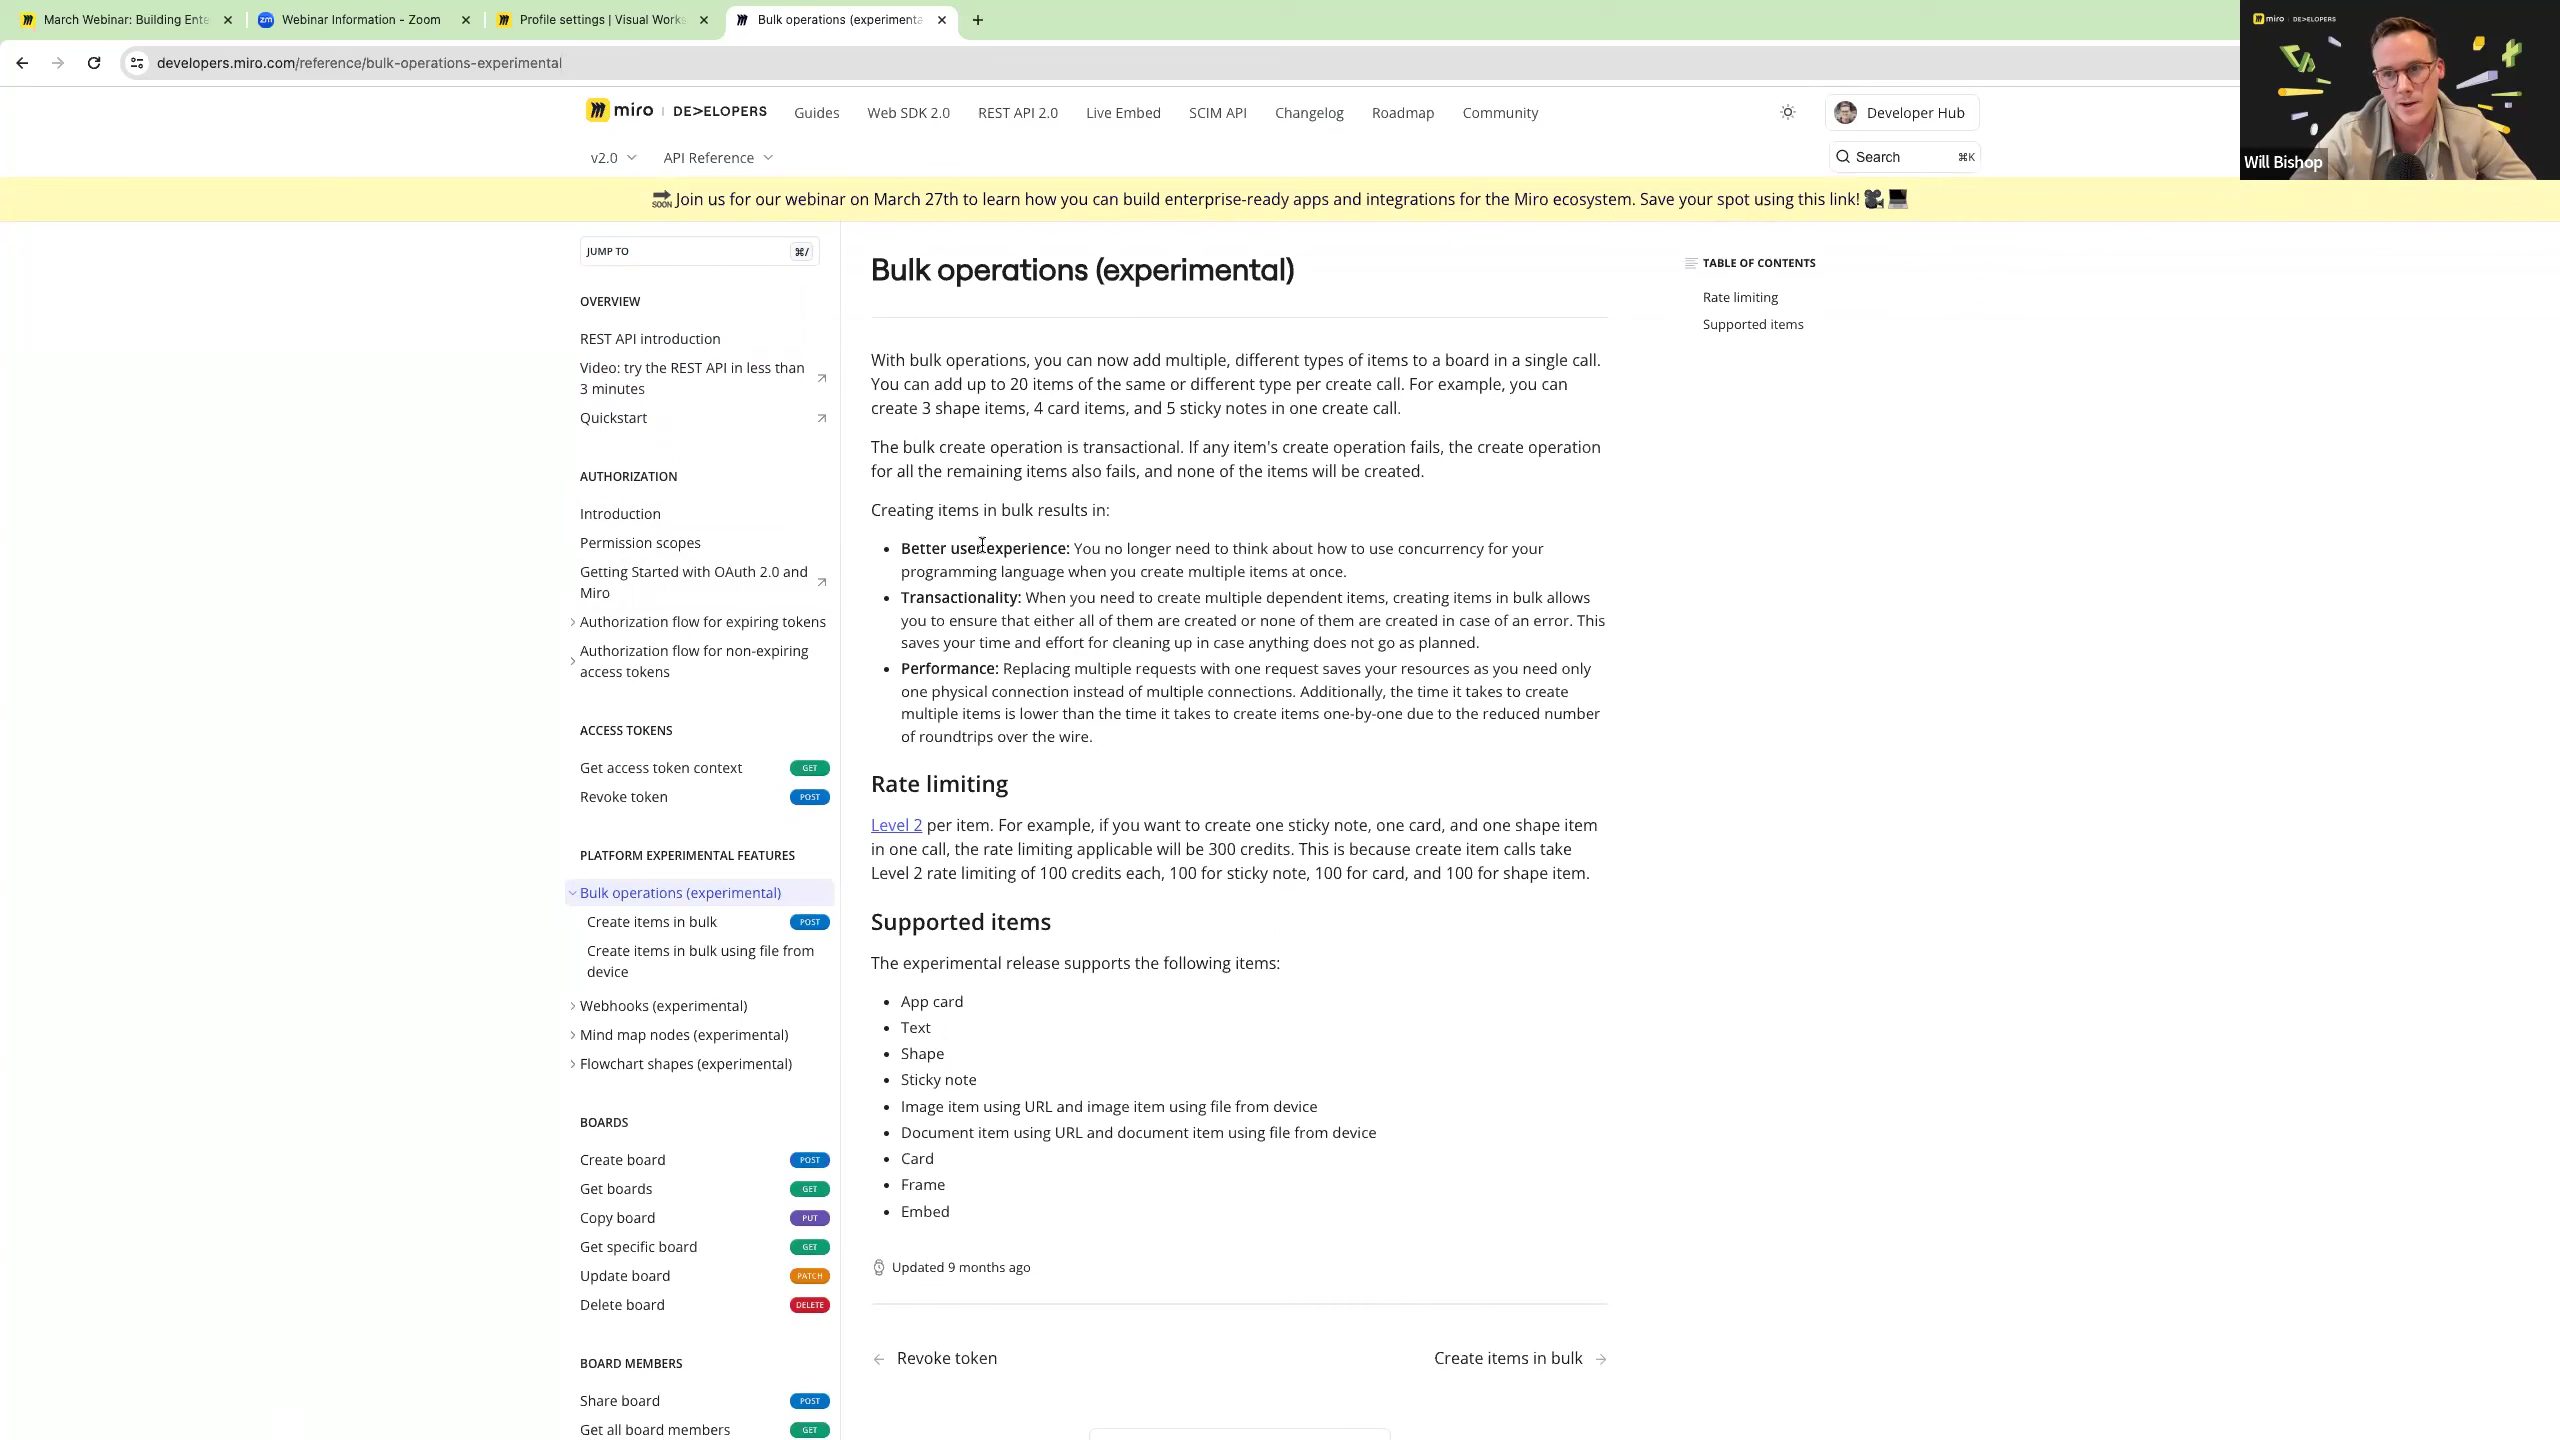 March Webinar: Building Ente
Webinar Information - Zoom
Profile settings | Visual Works
Bulk operations (experimenta
developers.miro.com/reference/bulk-operations-experimental
miro | DE>ELOPERS
Guides
Web SDK 2.0
REST API 2.0
Live Embed
SCIM API
Changelog
Roadmap
Community
Developer Hub
v2.0
API Reference
Search
⌘K
miro | DE>ELOPERS
Will Bishop
SOON Join us for our webinar on March 27th to learn how you can build enterprise-ready apps and integrations for the Miro ecosystem. Save your spot using this link!
JUMP TO
⌘/
OVERVIEW
REST API introduction
Video: try the REST API in less than
3 minutes
Quickstart
AUTHORIZATION
Introduction
Permission scopes
Getting Started with OAuth 2.0 and
Miro
Authorization flow for expiring tokens
Authorization flow for non-expiring
access tokens
ACCESS TOKENS
Get access token context GET
Revoke token POST
PLATFORM EXPERIMENTAL FEATURES
Bulk operations (experimental)
Create items in bulk POST
Create items in bulk using file from
device
Webhooks (experimental)
Mind map nodes (experimental)
Flowchart shapes (experimental)
BOARDS
Create board POST
Get boards GET
Copy board PUT
Get specific board GET
Update board PATCH
Delete board DELETE
BOARD MEMBERS
Share board POST
Get all board members GET
Bulk operations (experimental)
With bulk operations, you can now add multiple, different types of items to a board in a single call.
You can add up to 20 items of the same or different type per create call. For example, you can
create 3 shape items, 4 card items, and 5 sticky notes in one create call.
The bulk create operation is transactional. If any item's create operation fails, the create operation
for all the remaining items also fails, and none of the items will be created.
Creating items in bulk results in:
Better user experience: You no longer need to think about how to use concurrency for your
programming language when you create multiple items at once.
Transactionality: When you need to create multiple dependent items, creating items in bulk allows
you to ensure that either all of them are created or none of them are created in case of an error. This
saves your time and effort for cleaning up in case anything does not go as planned.
Performance: Replacing multiple requests with one request saves your resources as you need only
one physical connection instead of multiple connections. Additionally, the time it takes to create
multiple items is lower than the time it takes to create items one-by-one due to the reduced number
of roundtrips over the wire.
Rate limiting
Level 2 per item. For example, if you want to create one sticky note, one card, and one shape item
in one call, the rate limiting applicable will be 300 credits. This is because create item calls take
Level 2 rate limiting of 100 credits each, 100 for sticky note, 100 for card, and 100 for shape item.
Supported items
The experimental release supports the following items:
App card
Text
Shape
Sticky note
Image item using URL and image item using file from device
Document item using URL and document item using file from device
Card
Frame
Embed
Updated 9 months ago
Revoke token
Create items in bulk
TABLE OF CONTENTS
Rate limiting
Supported items